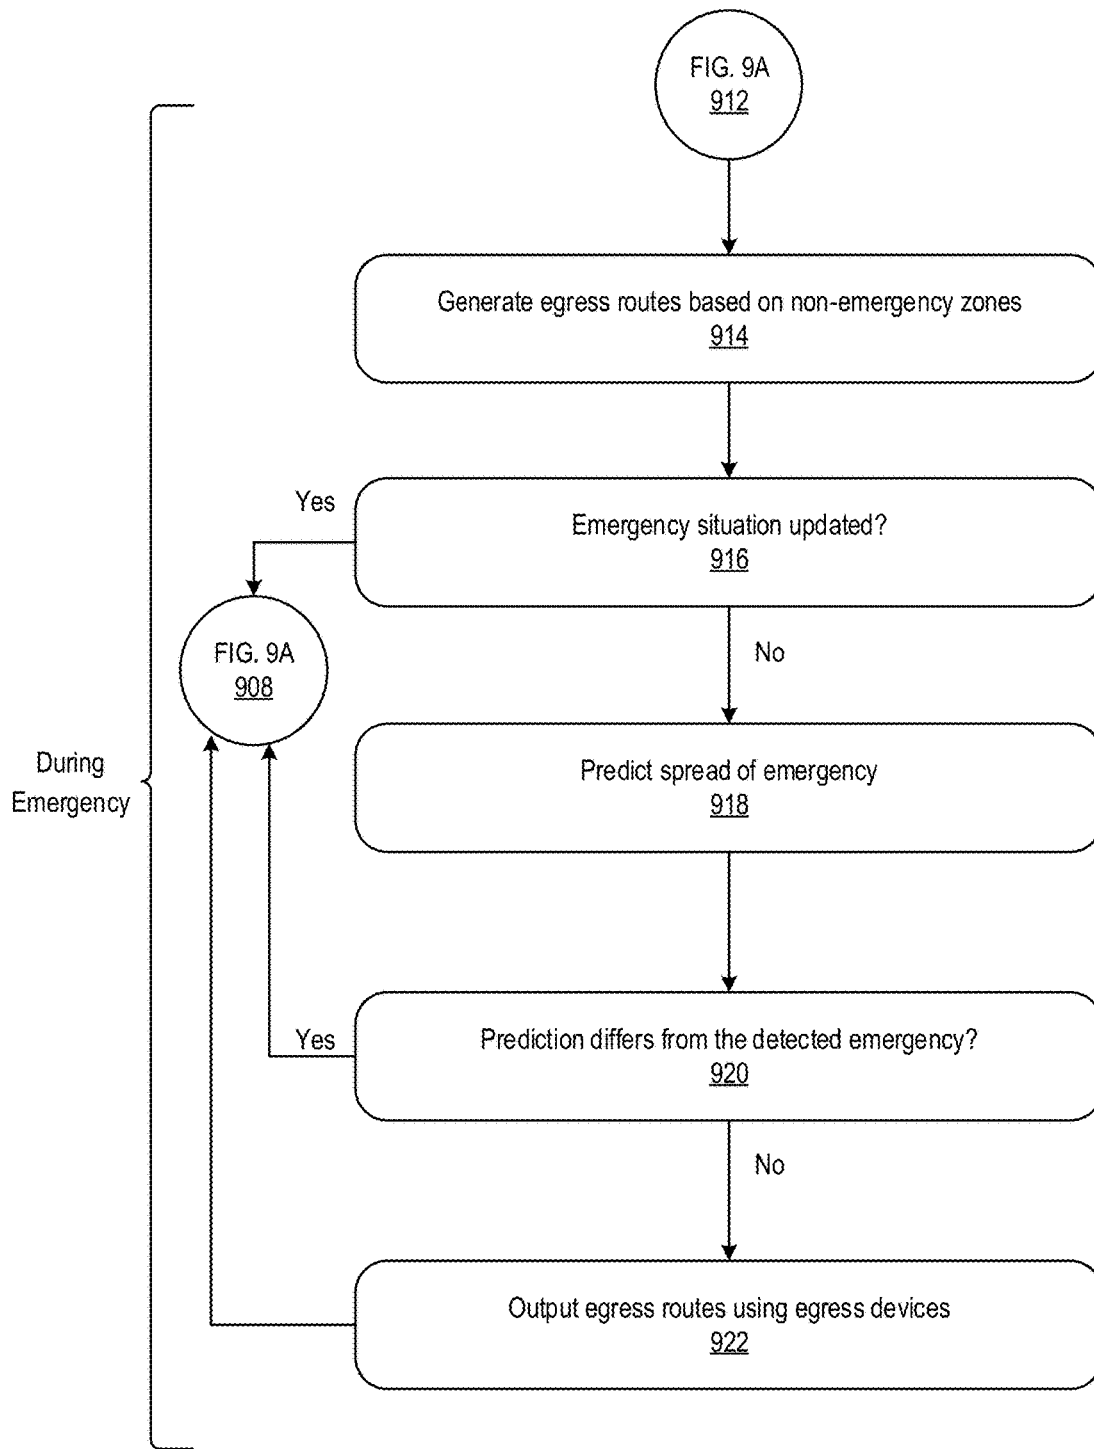 FIG. 9A
912
Generate egress routes based on non-emergency zones
914
Yes
Emergency situation updated?
916
FIG. 9A
908
No
During
Emergency
Predict spread of emergency
918
Yes
Prediction differs from the detected emergency?
920
No
Output egress routes using egress devices
922